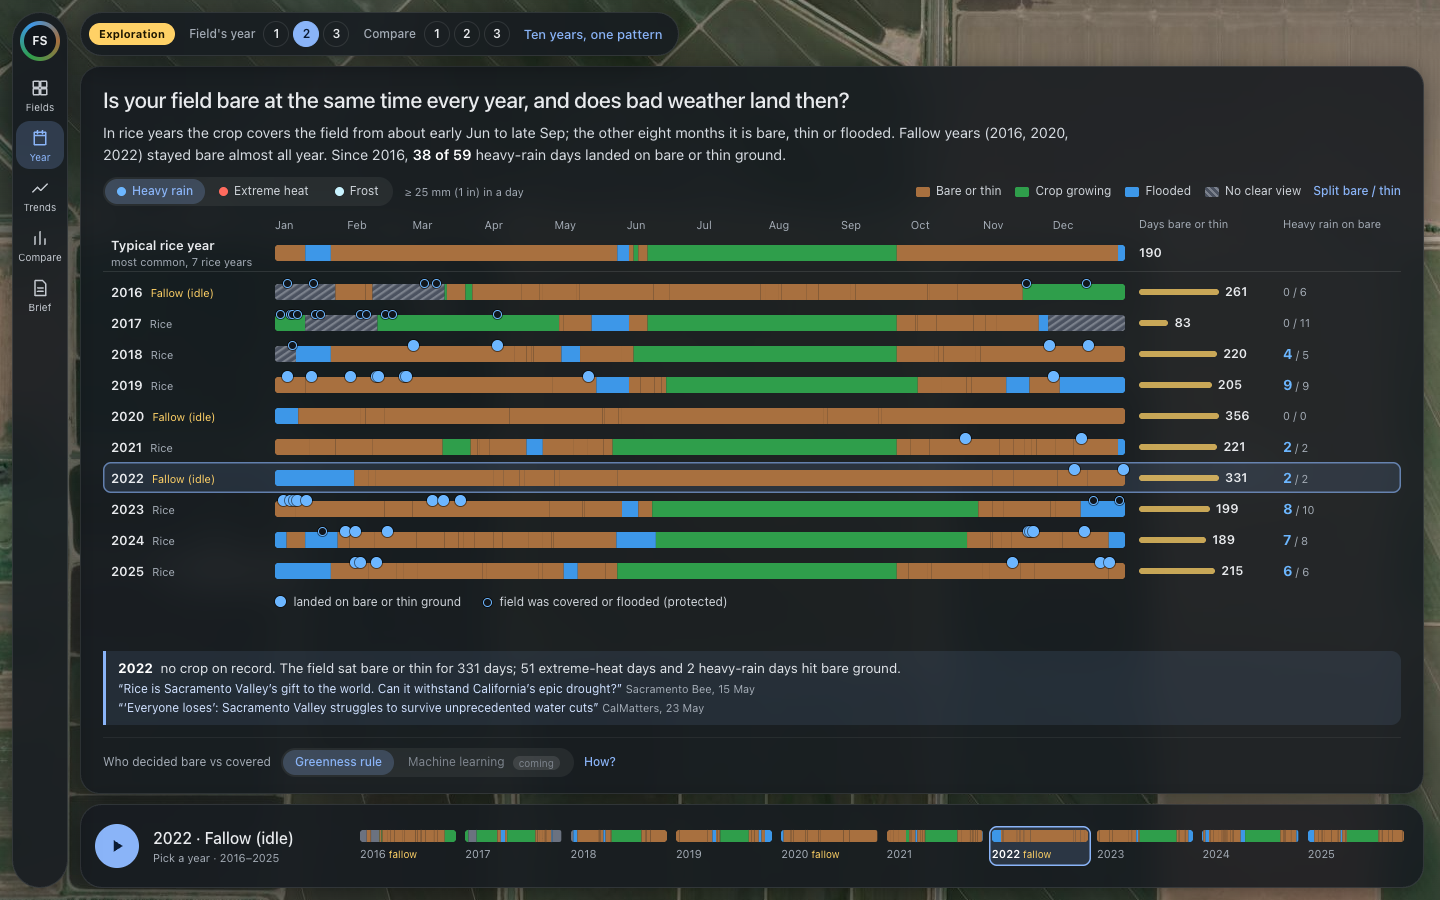 FS
Fields
Year
Trends
Compare
Brief
Exploration Field's year 1 2 3 Compare 1 2 3 Ten years, one pattern
Is your field bare at the same time every year, and does bad weather land then?
In rice years the crop covers the field from about early Jun to late Sep; the other eight months it is bare, thin or flooded. Fallow years (2016, 2020,
2022) stayed bare almost all year. Since 2016, 38 of 59 heavy-rain days landed on bare or thin ground.
Heavy rain Extreme heat Frost ≥ 25 mm (1 in) in a day
Bare or thin Crop growing Flooded No clear view Split bare / thin
Jan Feb Mar Apr May Jun Jul Aug Sep Oct Nov Dec Days bare or thin Heavy rain on bare
Typical rice year 190
most common, 7 rice years
2016 Fallow (idle) 261 0 / 6
2017 Rice 83 0 / 11
2018 Rice 220 4 / 5
2019 Rice 205 9 / 9
2020 Fallow (idle) 356 0 / 0
2021 Rice 221 2 / 2
2022 Fallow (idle) 331 2 / 2
2023 Rice 199 8 / 10
2024 Rice 189 7 / 8
2025 Rice 215 6 / 6
landed on bare or thin ground field was covered or flooded (protected)
2022 no crop on record. The field sat bare or thin for 331 days; 51 extreme-heat days and 2 heavy-rain days hit bare ground.
“Rice is Sacramento Valley’s gift to the world. Can it withstand California’s epic drought?” Sacramento Bee, 15 May
“‘Everyone loses’: Sacramento Valley struggles to survive unprecedented water cuts” CalMatters, 23 May
Who decided bare vs covered Greenness rule Machine learning coming How?
2022 · Fallow (idle)
Pick a year · 2016–2025
2016 fallow 2017 2018 2019 2020 fallow 2021 2022 fallow 2023 2024 2025